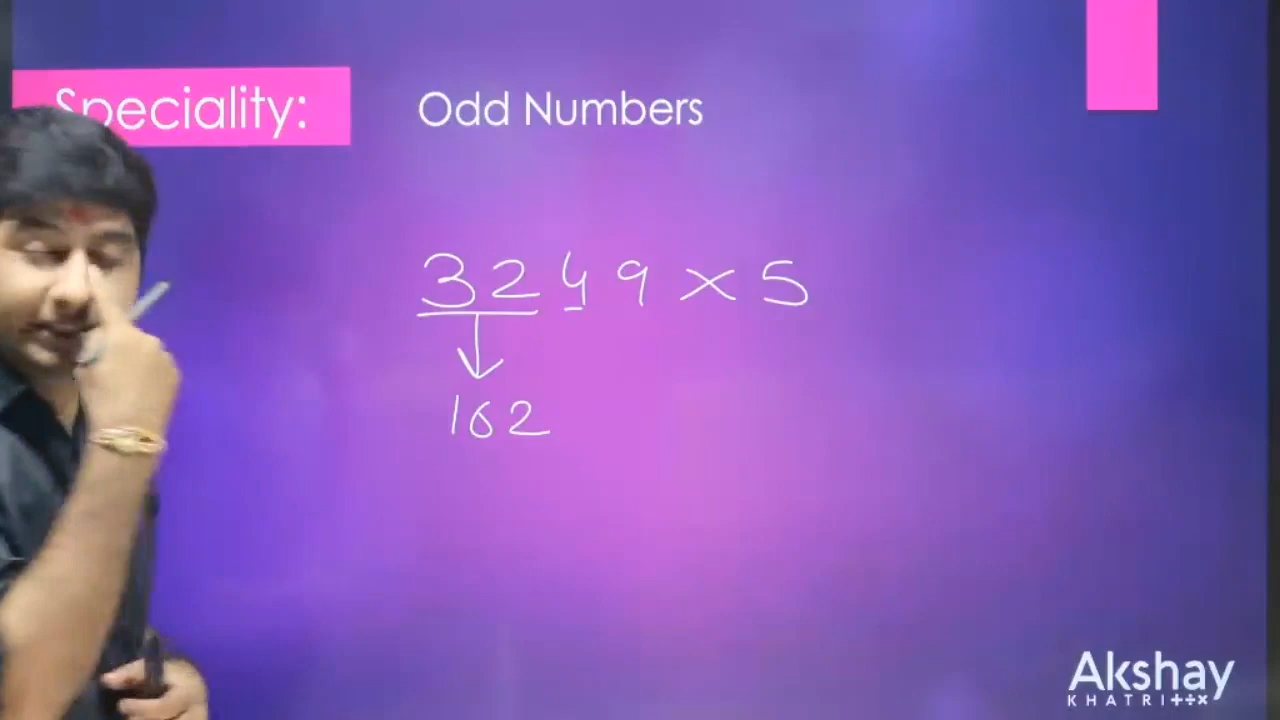 Speciality:
Odd Numbers
3249 × 5
162
Akshay
KHATRI+÷×